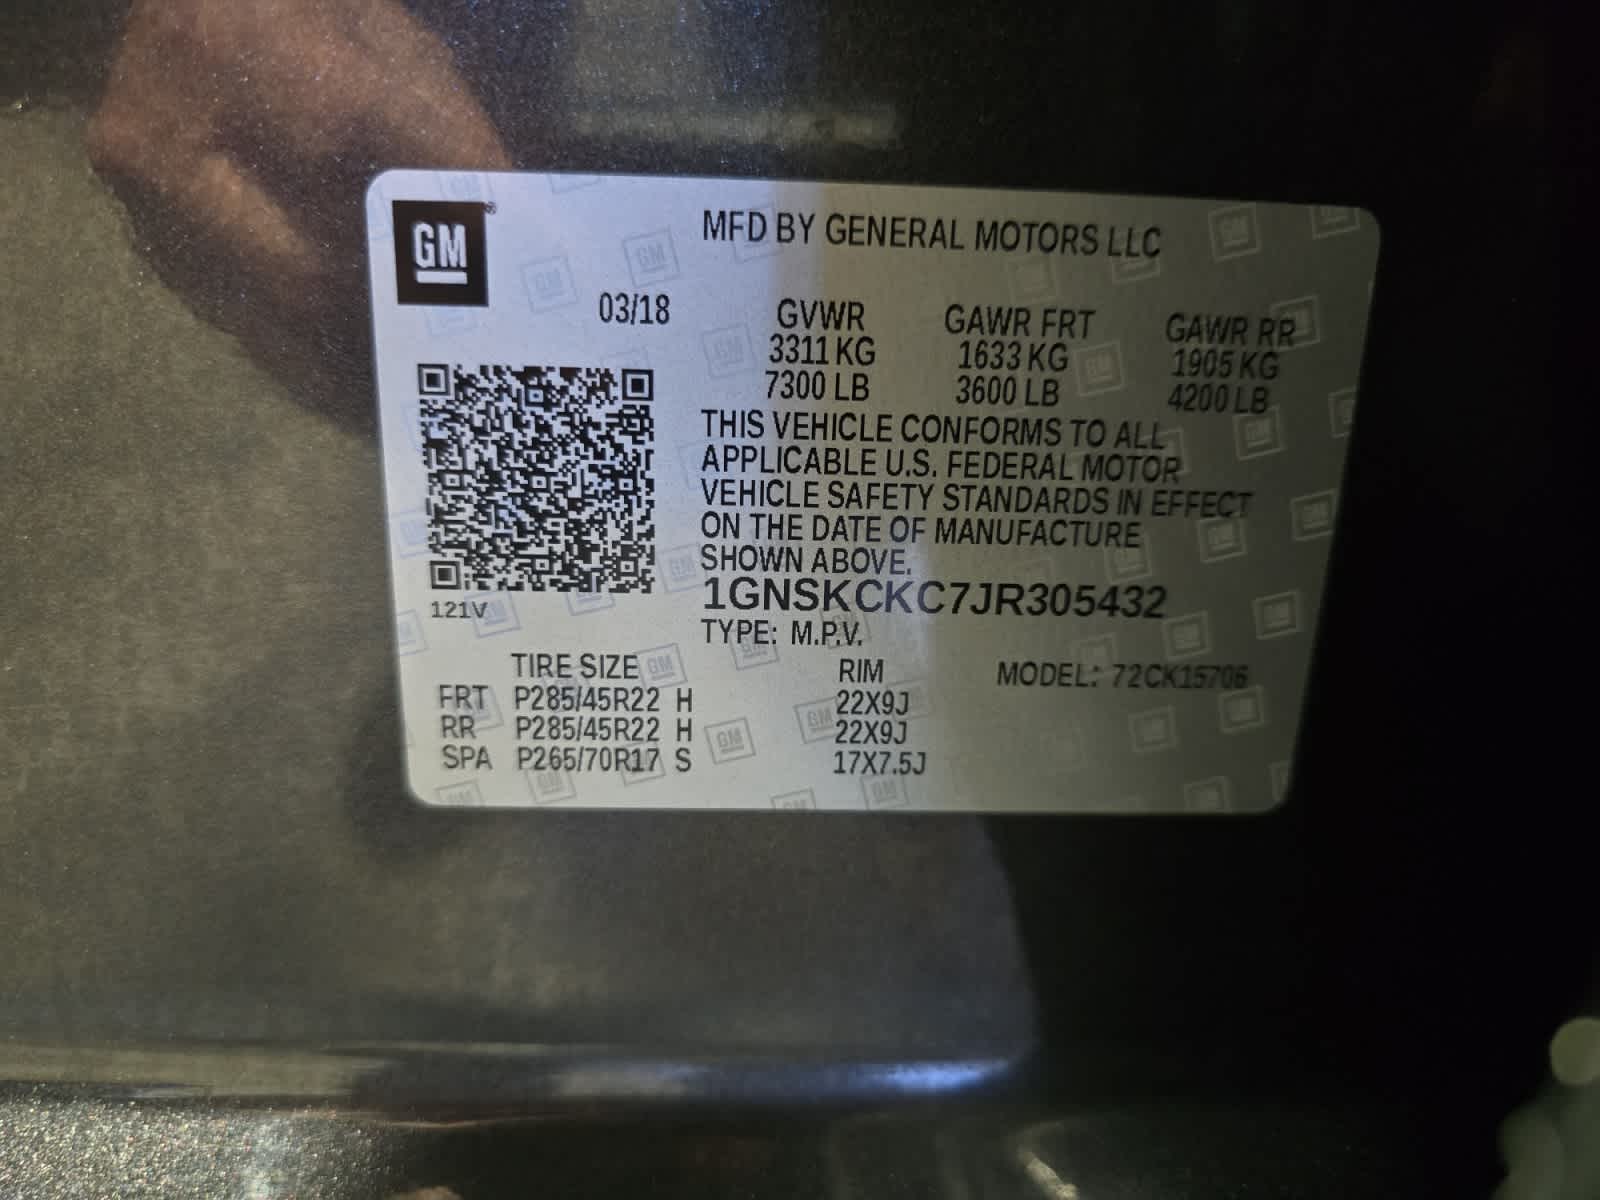 GM
MFD BY GENERAL MOTORS LLC
03/18 GVWR GAWR FRT GAWR RR
3311 KG 1633 KG 1905 KG
7300 LB 3600 LB 4200 LB
THIS VEHICLE CONFORMS TO ALL
APPLICABLE U.S. FEDERAL MOTOR
VEHICLE SAFETY STANDARDS IN EFFECT
ON THE DATE OF MANUFACTURE
SHOWN ABOVE.
1GNSKCKC7JR305432
121V
TYPE: M.P.V.
TIRE SIZE RIM MODEL: 72CK15706
FRT P285/45R22 H 22X9J
RR P285/45R22 H 22X9J
SPA P265/70R17 S 17X7.5J